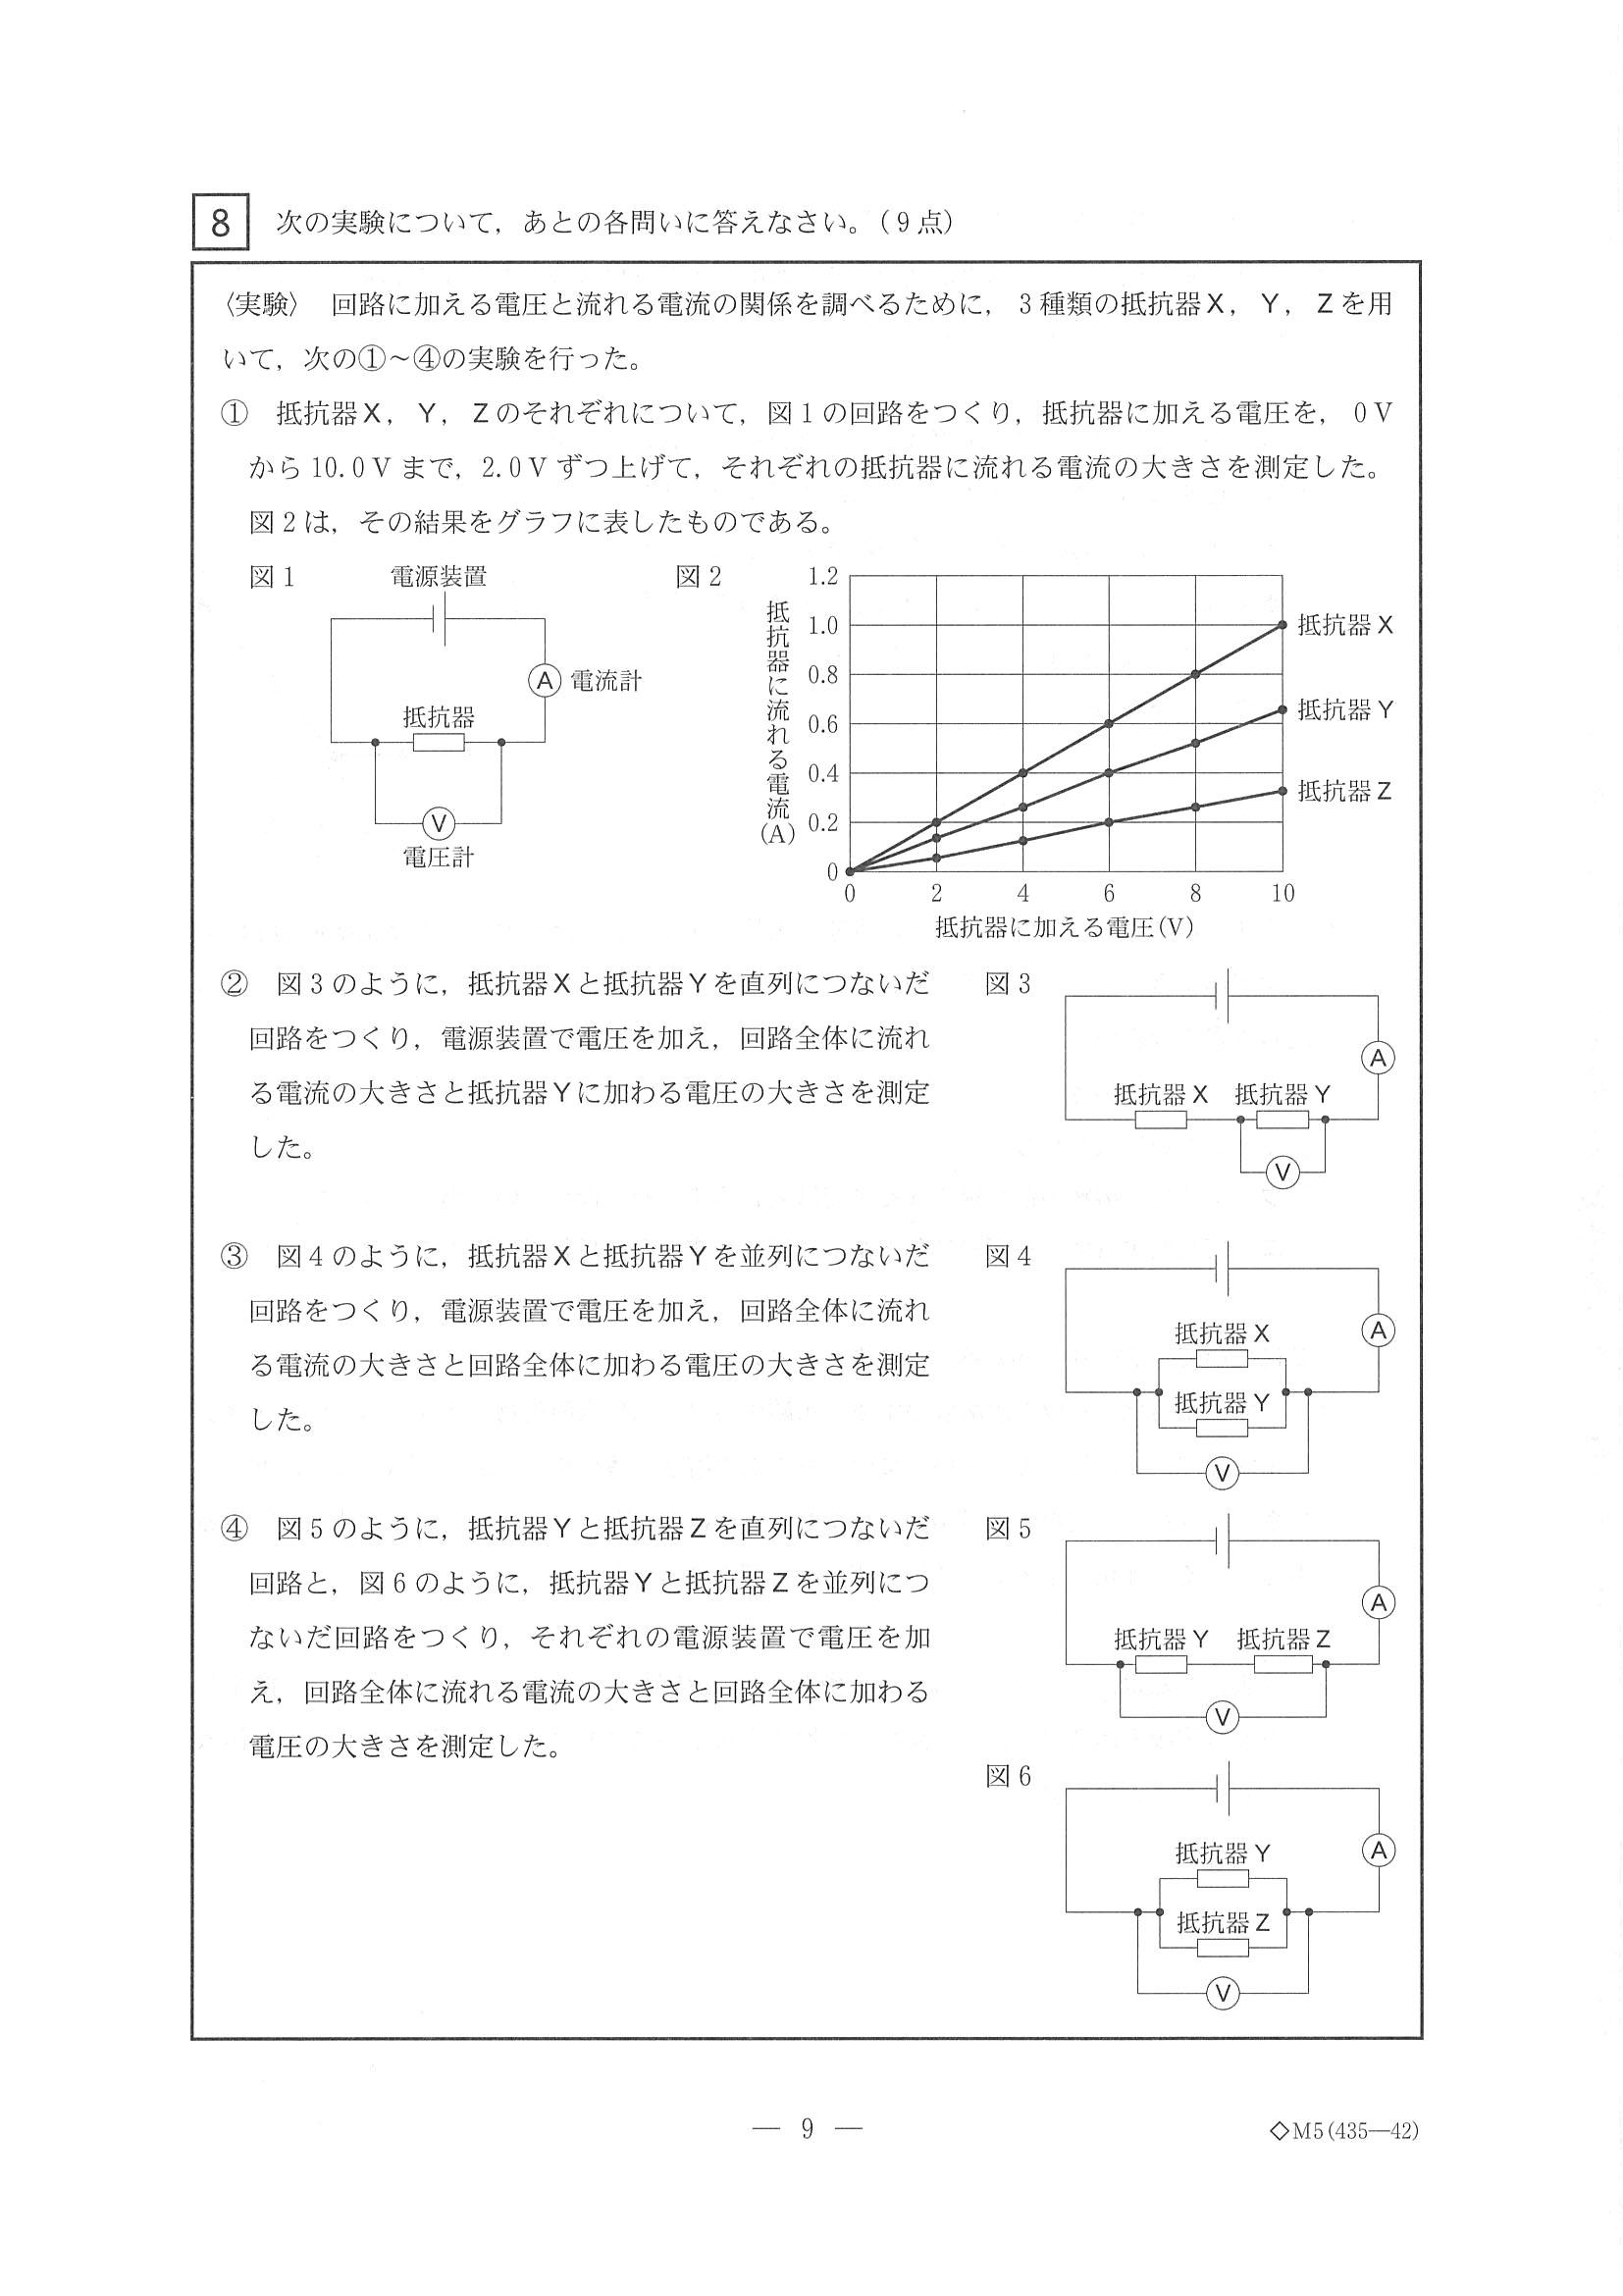 8 次の実験について，あとの各問いに答えなさい。（9点）
〈実験〉 回路に加える電圧と流れる電流の関係を調べるために，3種類の抵抗器X，Y，Zを用
いて，次の①～④の実験を行った。
① 抵抗器X，Y，Zのそれぞれについて，図1の回路をつくり，抵抗器に加える電圧を，0V
から10.0Vまで，2.0Vずつ上げて，それぞれの抵抗器に流れる電流の大きさを測定した。
図2は，その結果をグラフに表したものである。
図1
電源装置
A 電流計
抵抗器
V
電圧計
図2
抵抗器に流れる電流(A)
1.2
1.0
0.8
0.6
0.4
0.2
0
0 2 4 6 8 10
抵抗器に加える電圧(V)
抵抗器X
抵抗器Y
抵抗器Z
② 図3のように，抵抗器Xと抵抗器Yを直列につないだ
回路をつくり，電源装置で電圧を加え，回路全体に流れ
る電流の大きさと抵抗器Yに加わる電圧の大きさを測定
した。
図3
A
抵抗器X 抵抗器Y
V
③ 図4のように，抵抗器Xと抵抗器Yを並列につないだ
回路をつくり，電源装置で電圧を加え，回路全体に流れ
る電流の大きさと回路全体に加わる電圧の大きさを測定
した。
図4
A
抵抗器X
抵抗器Y
V
④ 図5のように，抵抗器Yと抵抗器Zを直列につないだ
回路と，図6のように，抵抗器Yと抵抗器Zを並列につ
ないだ回路をつくり，それぞれの電源装置で電圧を加
え，回路全体に流れる電流の大きさと回路全体に加わる
電圧の大きさを測定した。
図5
A
抵抗器Y 抵抗器Z
V
図6
A
抵抗器Y
抵抗器Z
V
— 9 —
◇M5(435—42)